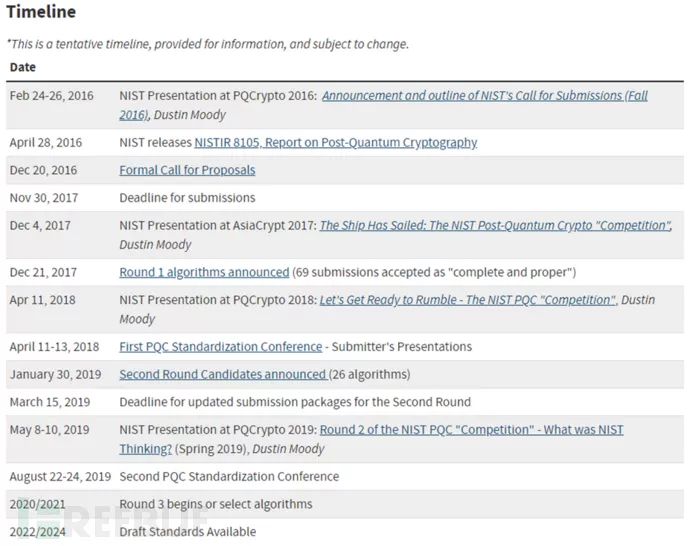 Timeline
*This is a tentative timeline, provided for information, and subject to change.
Date
Feb 24-26, 2016 NIST Presentation at PQCrypto 2016: Announcement and outline of NIST's Call for Submissions (Fall
2016), Dustin Moody
April 28, 2016 NIST releases NISTIR 8105, Report on Post-Quantum Cryptography
Dec 20, 2016 Formal Call for Proposals
Nov 30, 2017 Deadline for submissions
Dec 4, 2017 NIST Presentation at AsiaCrypt 2017: The Ship Has Sailed: The NIST Post-Quantum Crypto "Competition",
Dustin Moody
Dec 21, 2017 Round 1 algorithms announced (69 submissions accepted as "complete and proper")
Apr 11, 2018 NIST Presentation at PQCrypto 2018: Let's Get Ready to Rumble - The NIST PQC "Competition", Dustin
Moody
April 11-13, 2018 First PQC Standardization Conference - Submitter's Presentations
January 30, 2019 Second Round Candidates announced (26 algorithms)
March 15, 2019 Deadline for updated submission packages for the Second Round
May 8-10, 2019 NIST Presentation at PQCrypto 2019: Round 2 of the NIST PQC "Competition" - What was NIST
Thinking? (Spring 2019), Dustin Moody
August 22-24, 2019 Second PQC Standardization Conference
2020/2021 Round 3 begins or select algorithms
2022/2024 Draft Standards Available